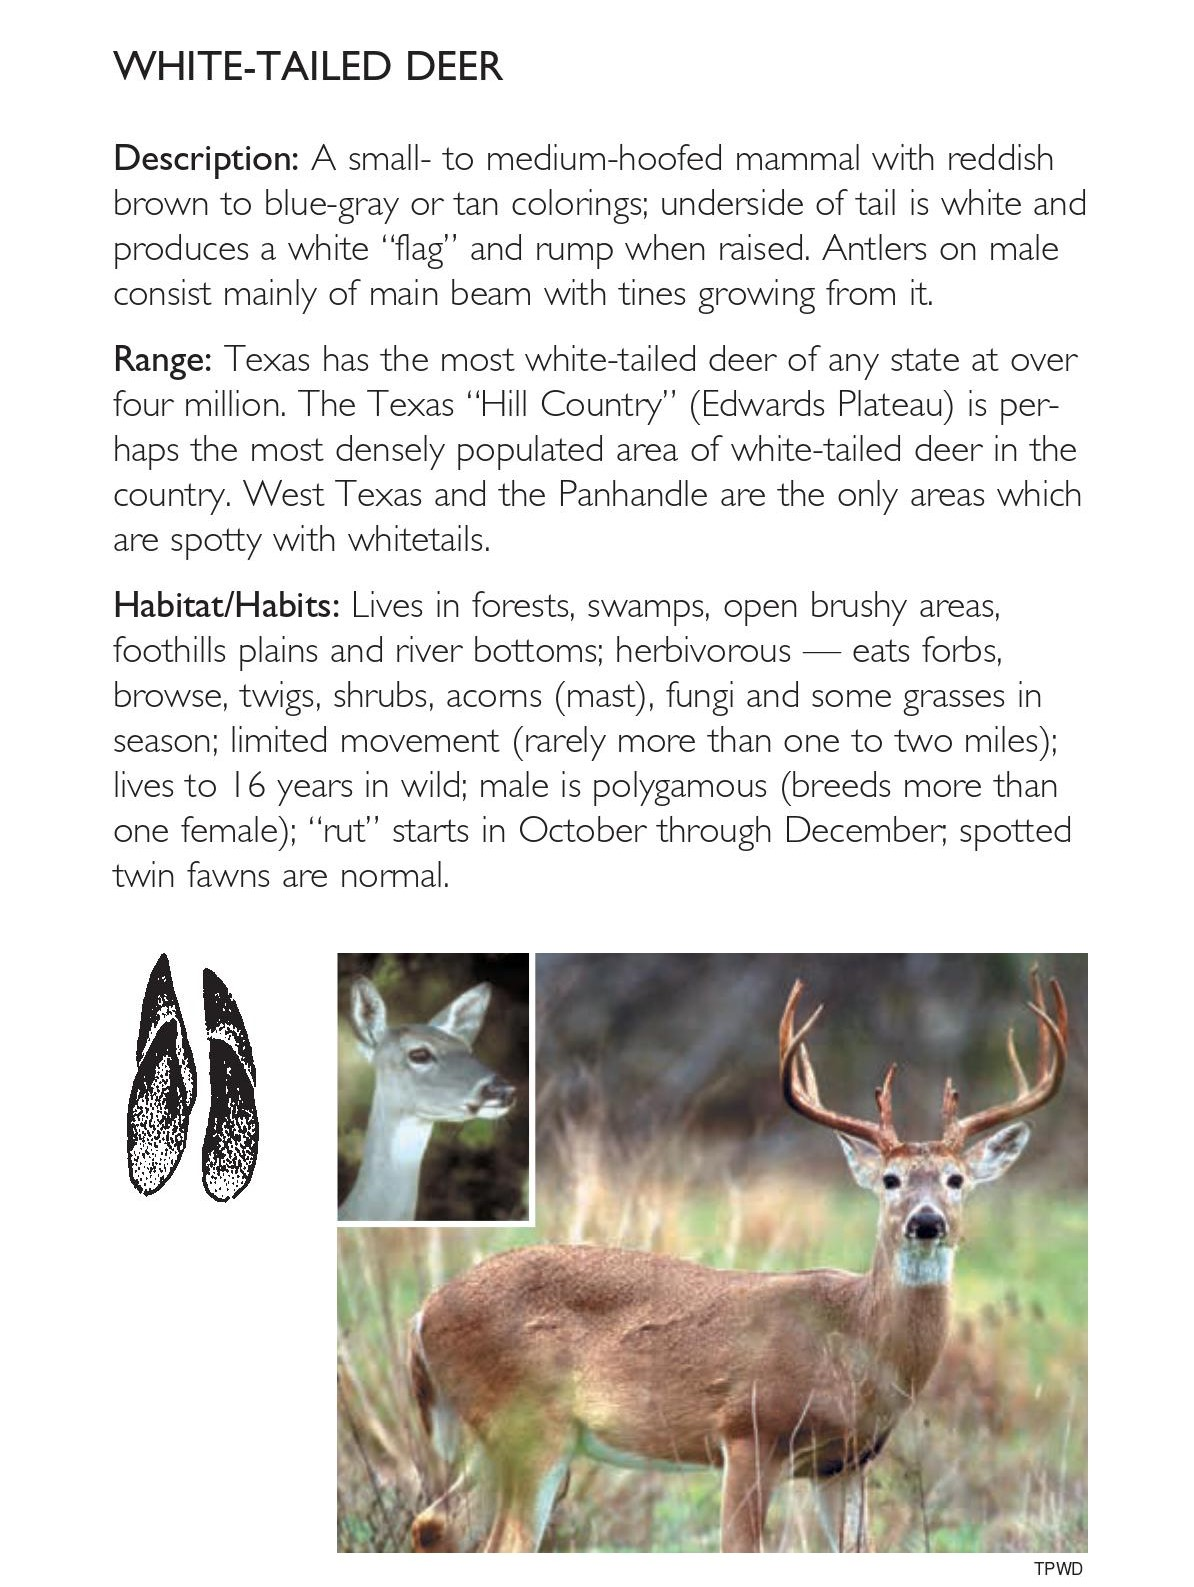 WHITE-TAILED DEER
Description: A small- to medium-hoofed mammal with reddish
brown to blue-gray or tan colorings; underside of tail is white and
produces a white “flag” and rump when raised. Antlers on male
consist mainly of main beam with tines growing from it.
Range: Texas has the most white-tailed deer of any state at over
four million. The Texas “Hill Country” (Edwards Plateau) is per-
haps the most densely populated area of white-tailed deer in the
country. West Texas and the Panhandle are the only areas which
are spotty with whitetails.
Habitat/Habits: Lives in forests, swamps, open brushy areas,
foothills plains and river bottoms; herbivorous — eats forbs,
browse, twigs, shrubs, acorns (mast), fungi and some grasses in
season; limited movement (rarely more than one to two miles);
lives to 16 years in wild; male is polygamous (breeds more than
one female); “rut” starts in October through December; spotted
twin fawns are normal.
TPWD